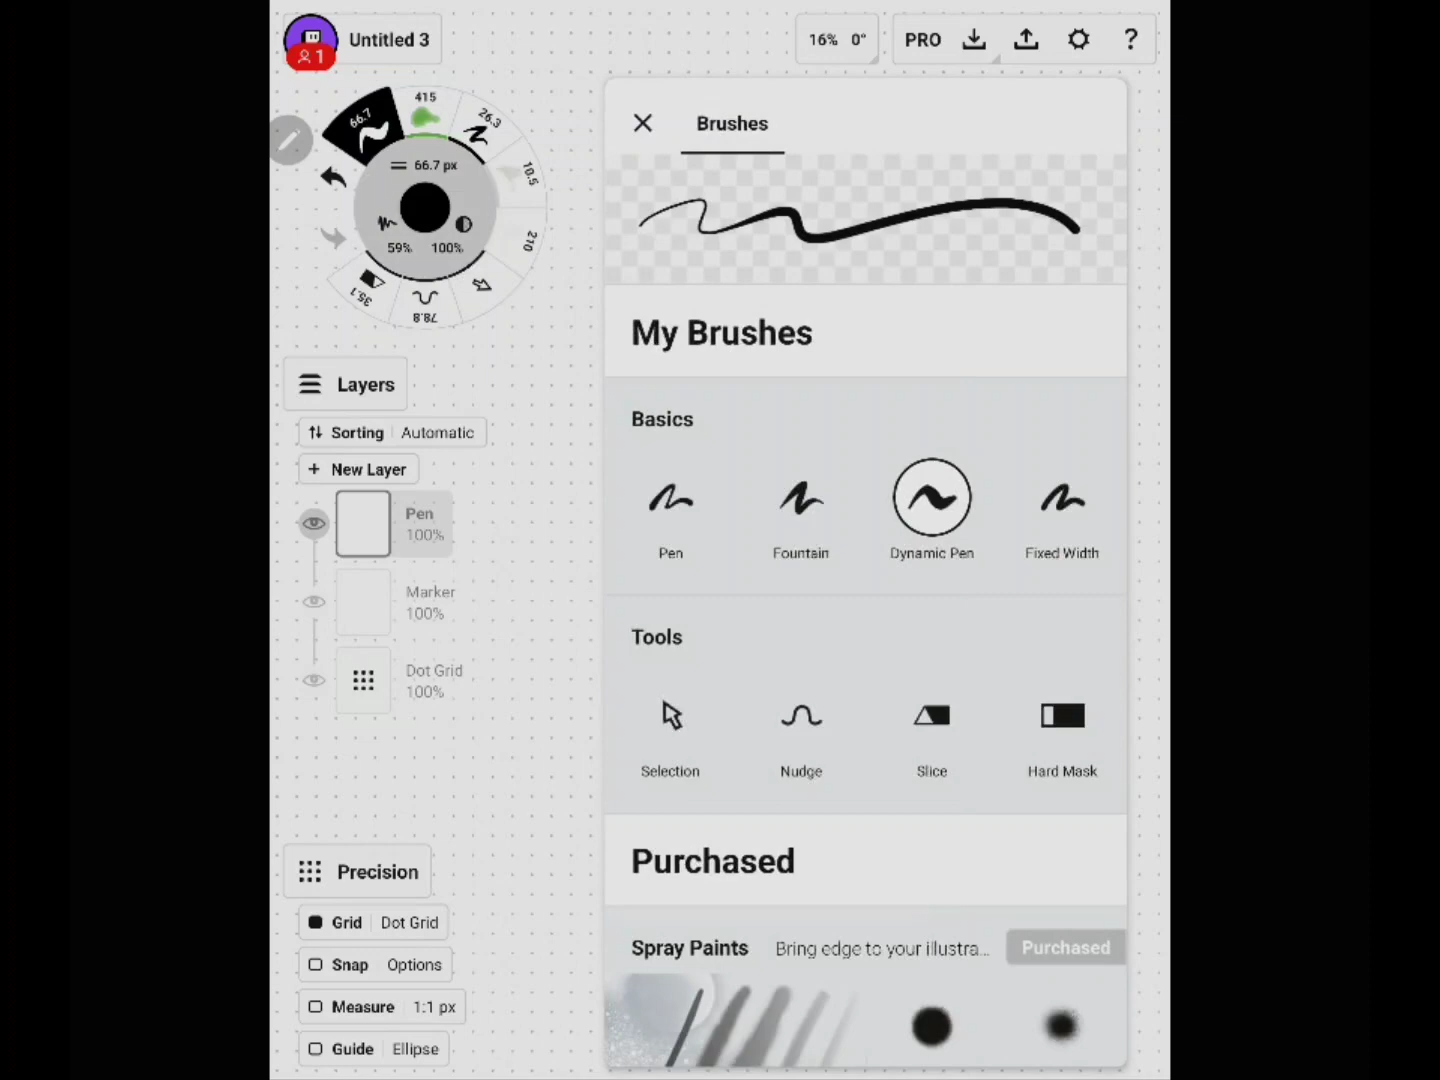 Untitled 3
1
16% 0°
PRO
?
66.7
415
26.3
10.5
210
78.8
35.1
66.7 px
59% 100%
Brushes
My Brushes
Basics
Pen Fountain Dynamic Pen Fixed Width
Tools
Selection Nudge Slice Hard Mask
Purchased
Spray Paints Bring edge to your illustra... Purchased
Layers
Sorting Automatic
+ New Layer
Pen
100%
Marker
100%
Dot Grid
100%
Precision
Grid Dot Grid
Snap Options
Measure 1:1 px
Guide Ellipse